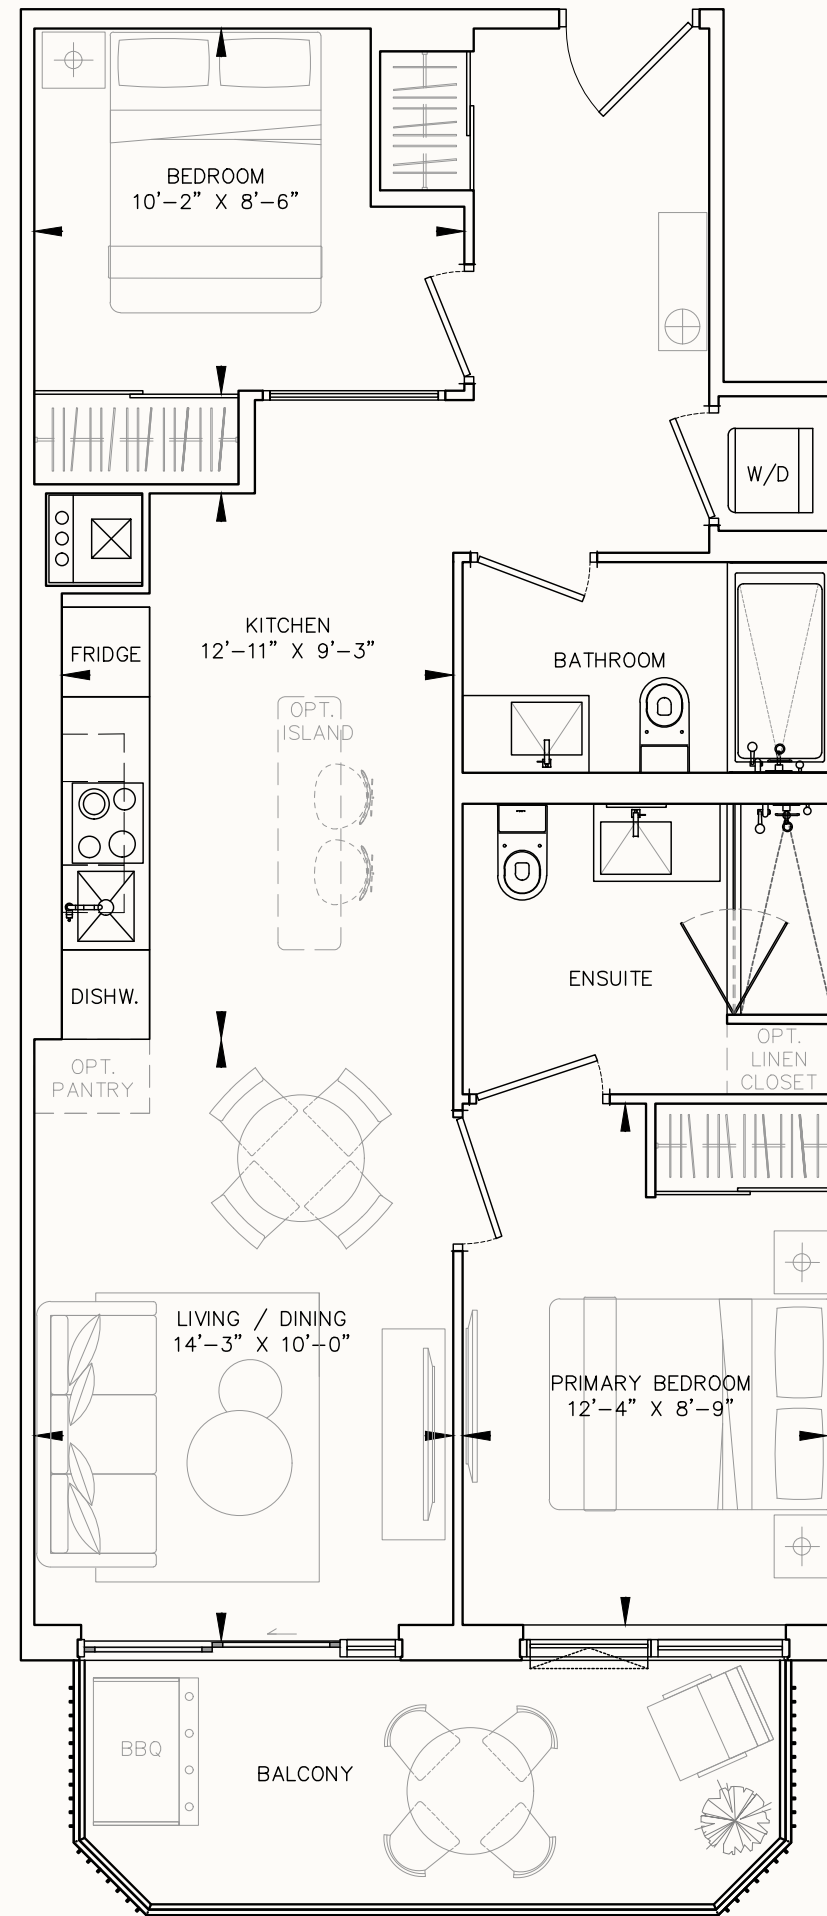 BEDROOM
10'-2" X 8'-6"
W/D
KITCHEN
12'-11" X 9'-3"
FRIDGE
BATHROOM
OPT.
ISLAND
ENSUITE
DISHW.
OPT.
LINEN
CLOSET
OPT.
PANTRY
LIVING / DINING
14'-3" X 10'-0"
PRIMARY BEDROOM
12'-4" X 8'-9"
BBQ
BALCONY